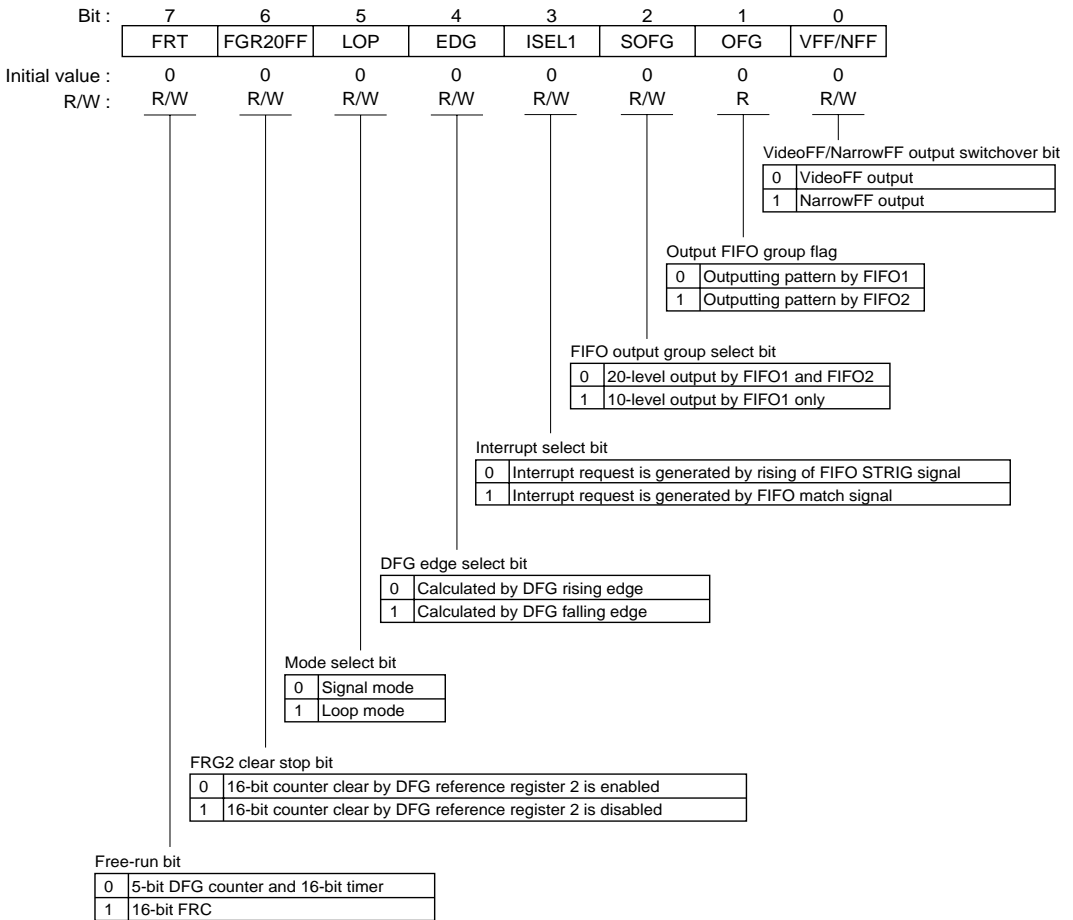 Bit : 7 6 5 4 3 2 1 0
FRT FGR20FF LOP EDG ISEL1 SOFG OFG VFF/NFF
Initial value : 0 0 0 0 0 0 0 0
R/W : R/W R/W R/W R/W R/W R/W R R/W
VideoFF/NarrowFF output switchover bit
0 VideoFF output
1 NarrowFF output
Output FIFO group flag
0 Outputting pattern by FIFO1
1 Outputting pattern by FIFO2
FIFO output group select bit
0 20-level output by FIFO1 and FIFO2
1 10-level output by FIFO1 only
Interrupt select bit
0 Interrupt request is generated by rising of FIFO STRIG signal
1 Interrupt request is generated by FIFO match signal
DFG edge select bit
0 Calculated by DFG rising edge
1 Calculated by DFG falling edge
Mode select bit
0 Signal mode
1 Loop mode
FRG2 clear stop bit
0 16-bit counter clear by DFG reference register 2 is enabled
1 16-bit counter clear by DFG reference register 2 is disabled
Free-run bit
0 5-bit DFG counter and 16-bit timer
1 16-bit FRC